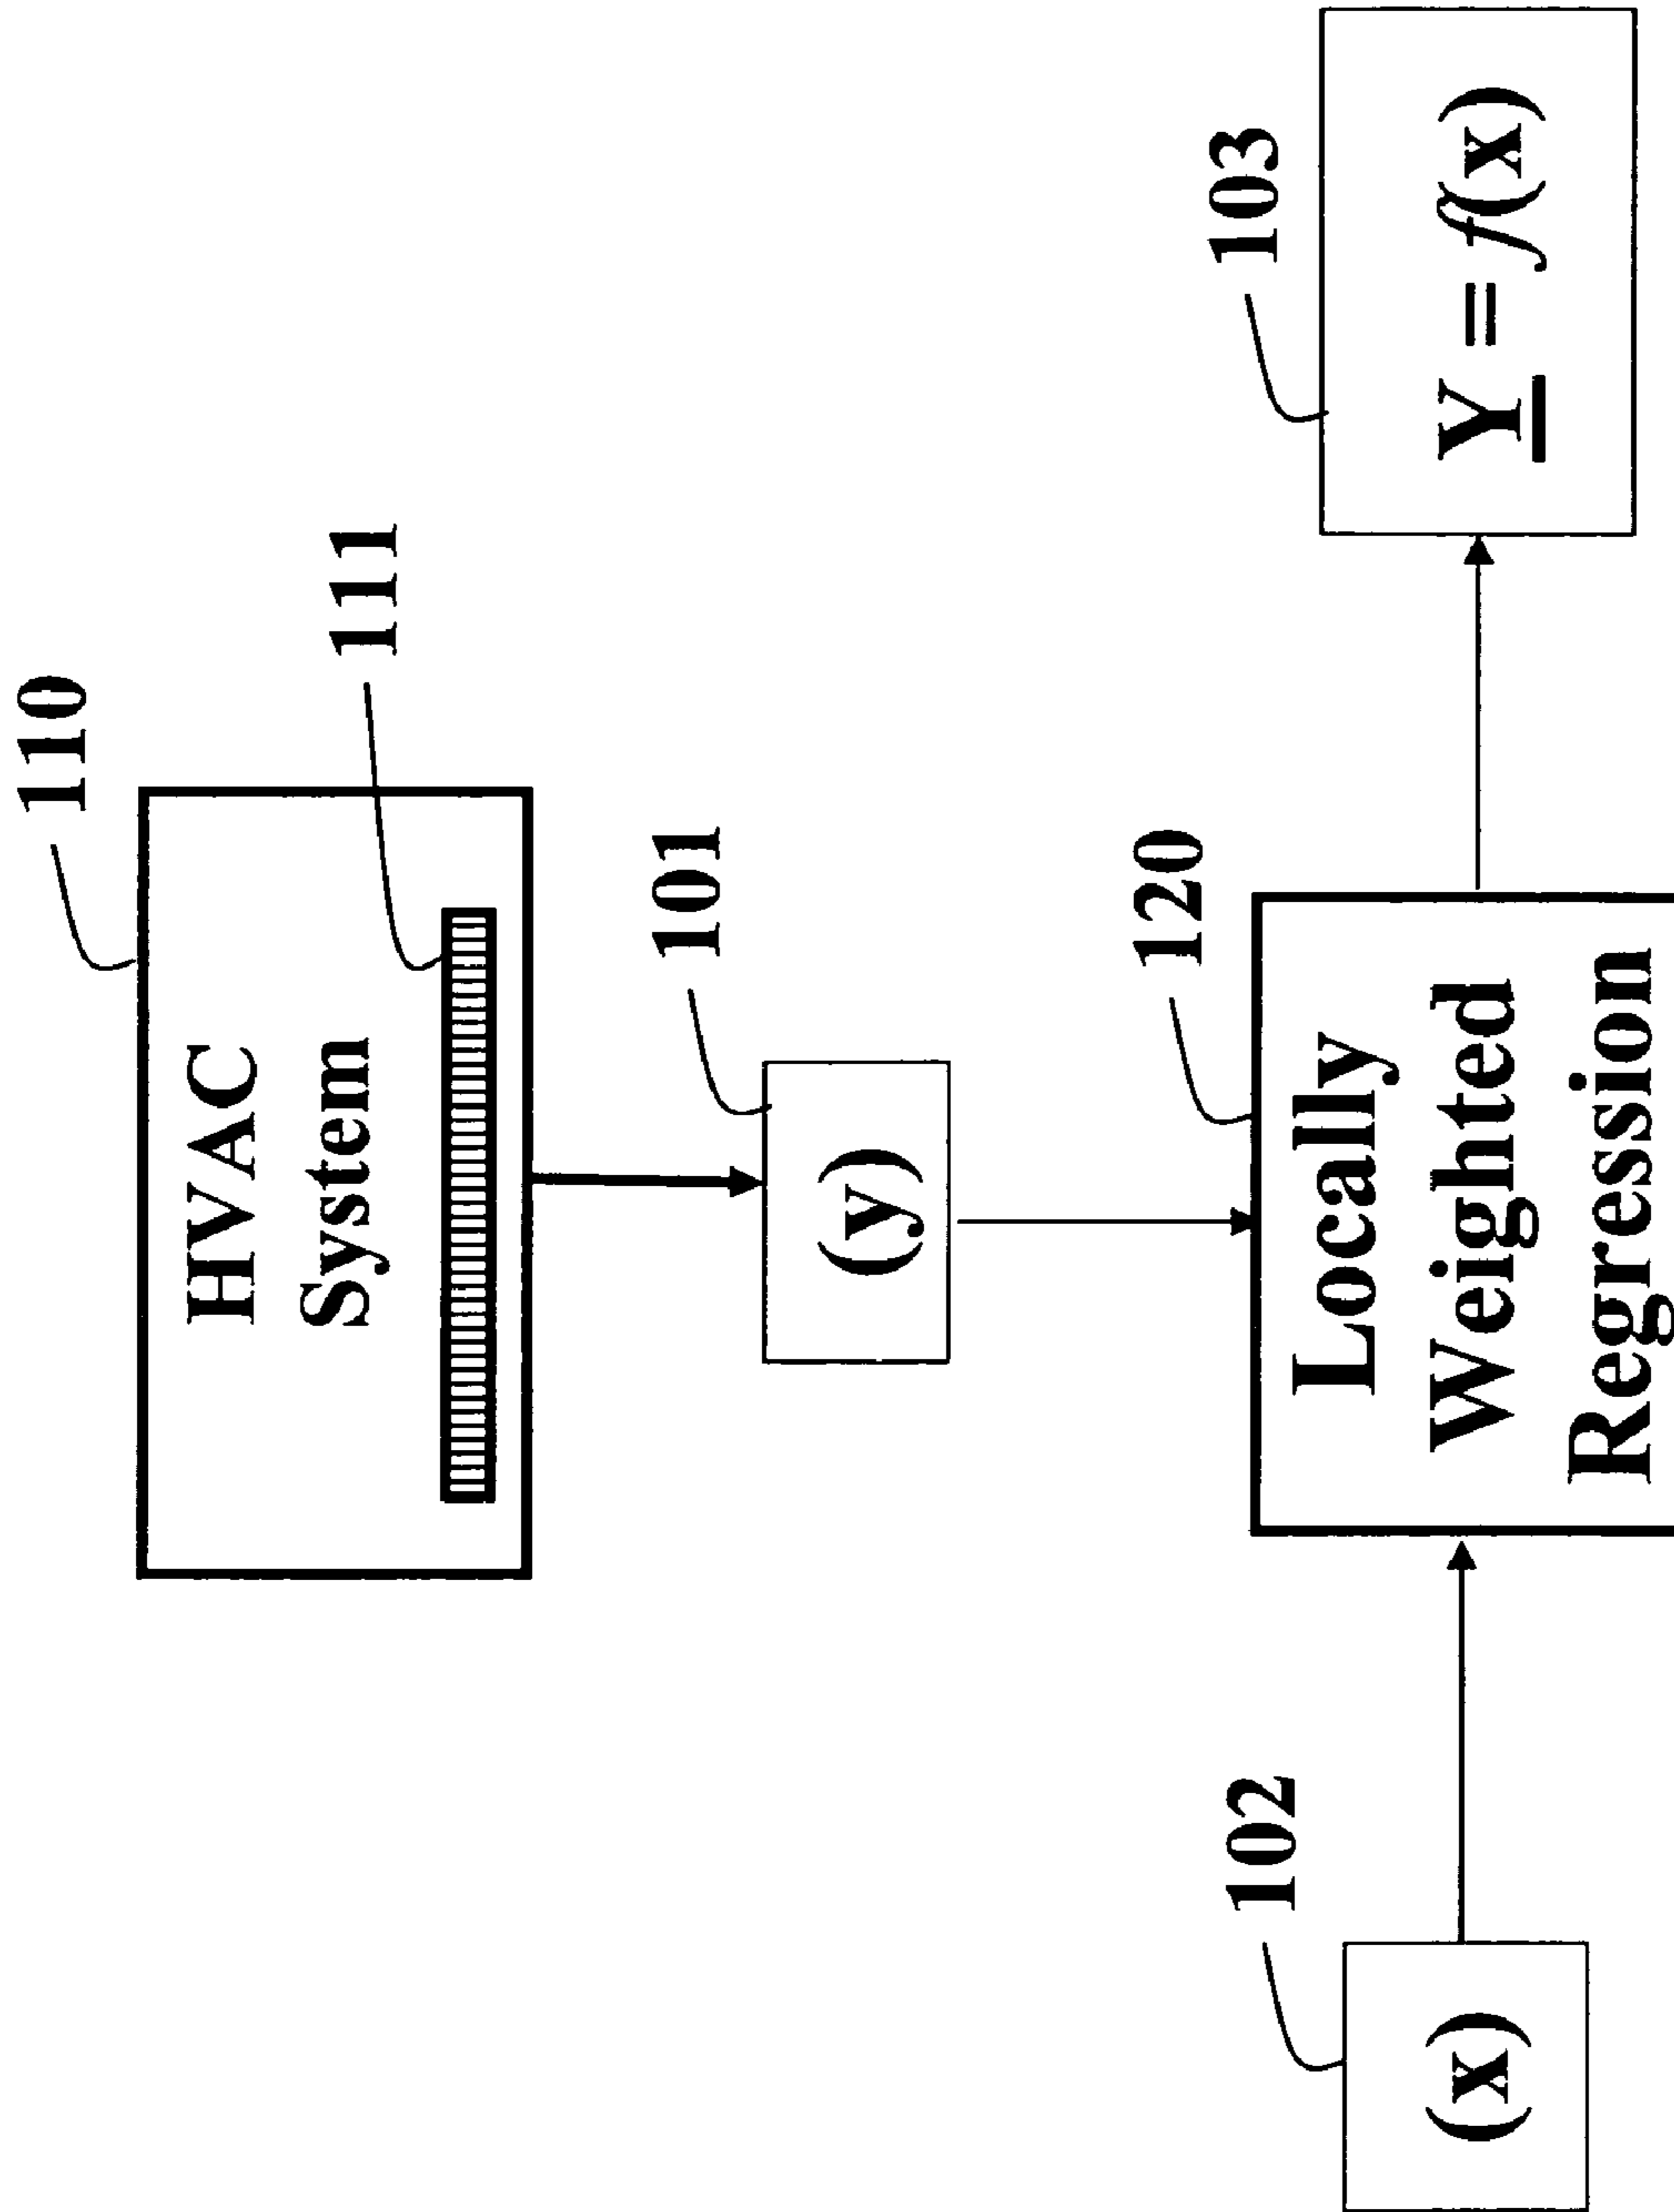 110
HVAC
System
111
101
(y)
120
Locally
Weighted
Regression
102
(x)
103
Y = f(x)